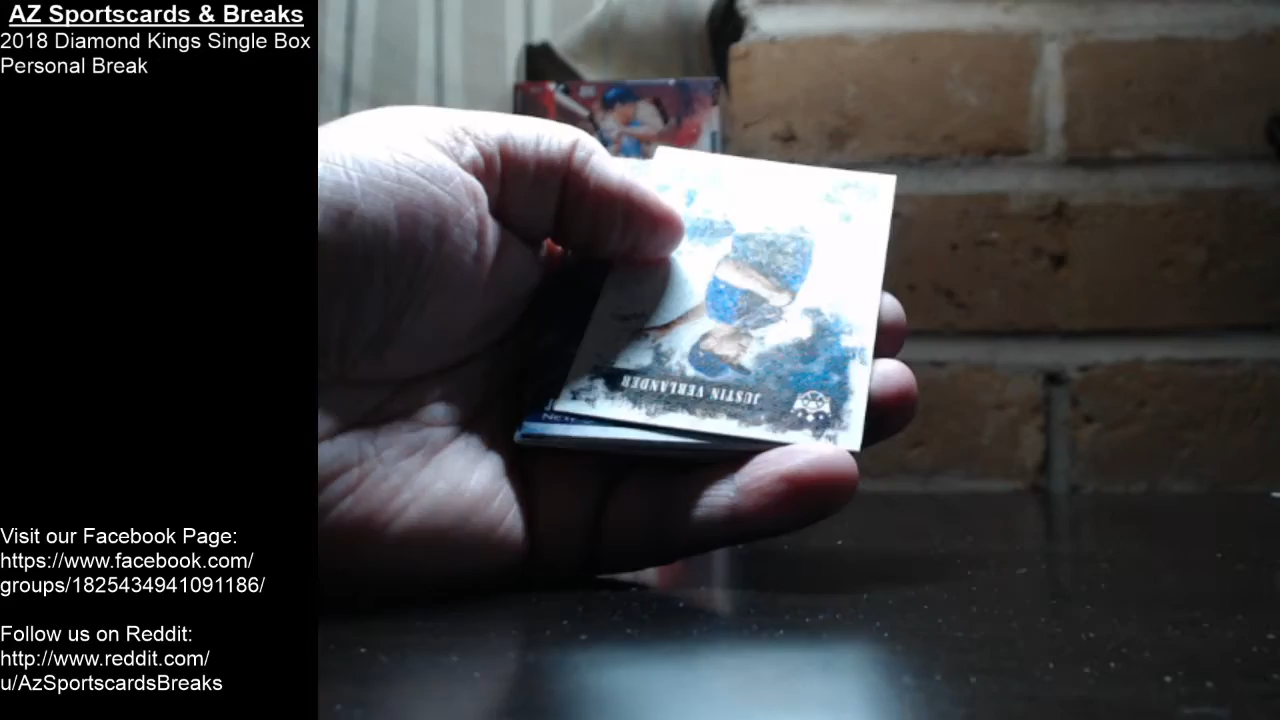 AZ Sportscards & Breaks
2018 Diamond Kings Single Box
Personal Break
JUSTIN VERLANDER
Visit our Facebook Page:
https://www.facebook.com/
groups/1825434941091186/
Follow us on Reddit:
http://www.reddit.com/
u/AzSportscardsBreaks